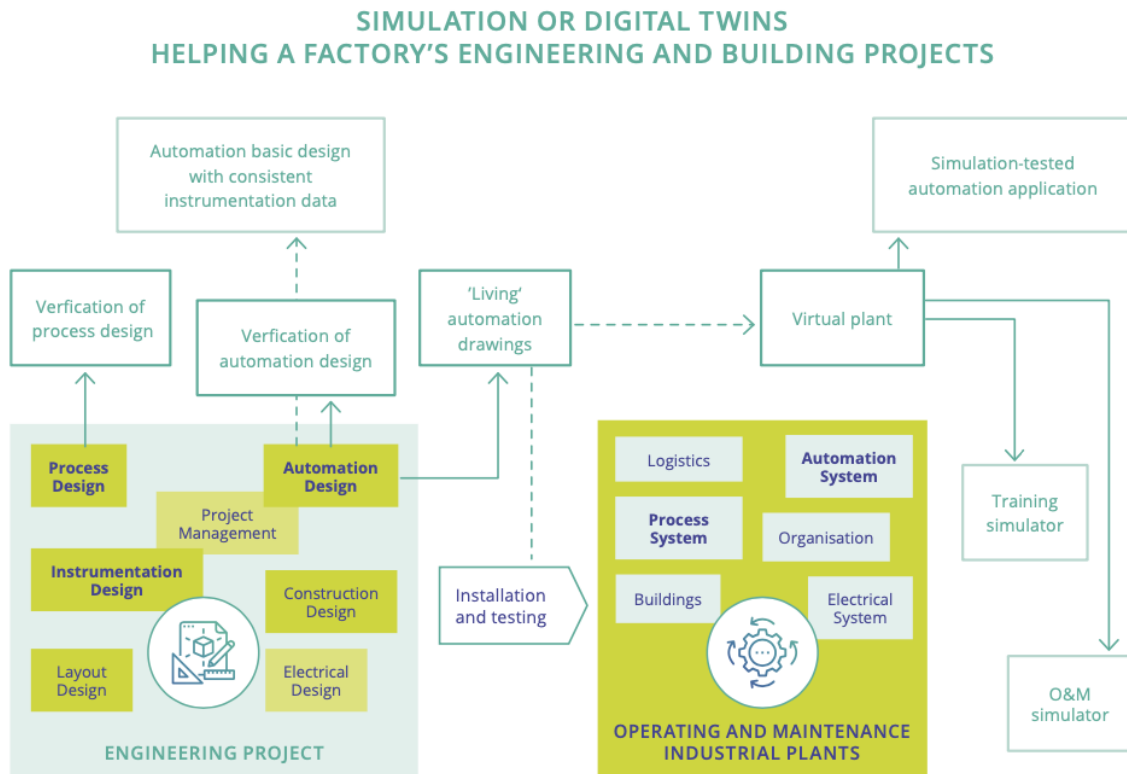 SIMULATION OR DIGITAL TWINS
HELPING A FACTORY'S ENGINEERING AND BUILDING PROJECTS
Automation basic design
with consistent
instrumentation data
Simulation-tested
automation application
Verfication of
process design
Verfication of
automation design
‘Living‘
automation
drawings
Virtual plant
Process
Design
Automation
Design
Project
Management
Instrumentation
Design
Construction
Design
Layout
Design
Electrical
Design
ENGINEERING PROJECT
Installation
and testing
Logistics
Automation
System
Process
System
Organisation
Buildings
Electrical
System
OPERATING AND MAINTENANCE
INDUSTRIAL PLANTS
Training
simulator
O&M
simulator